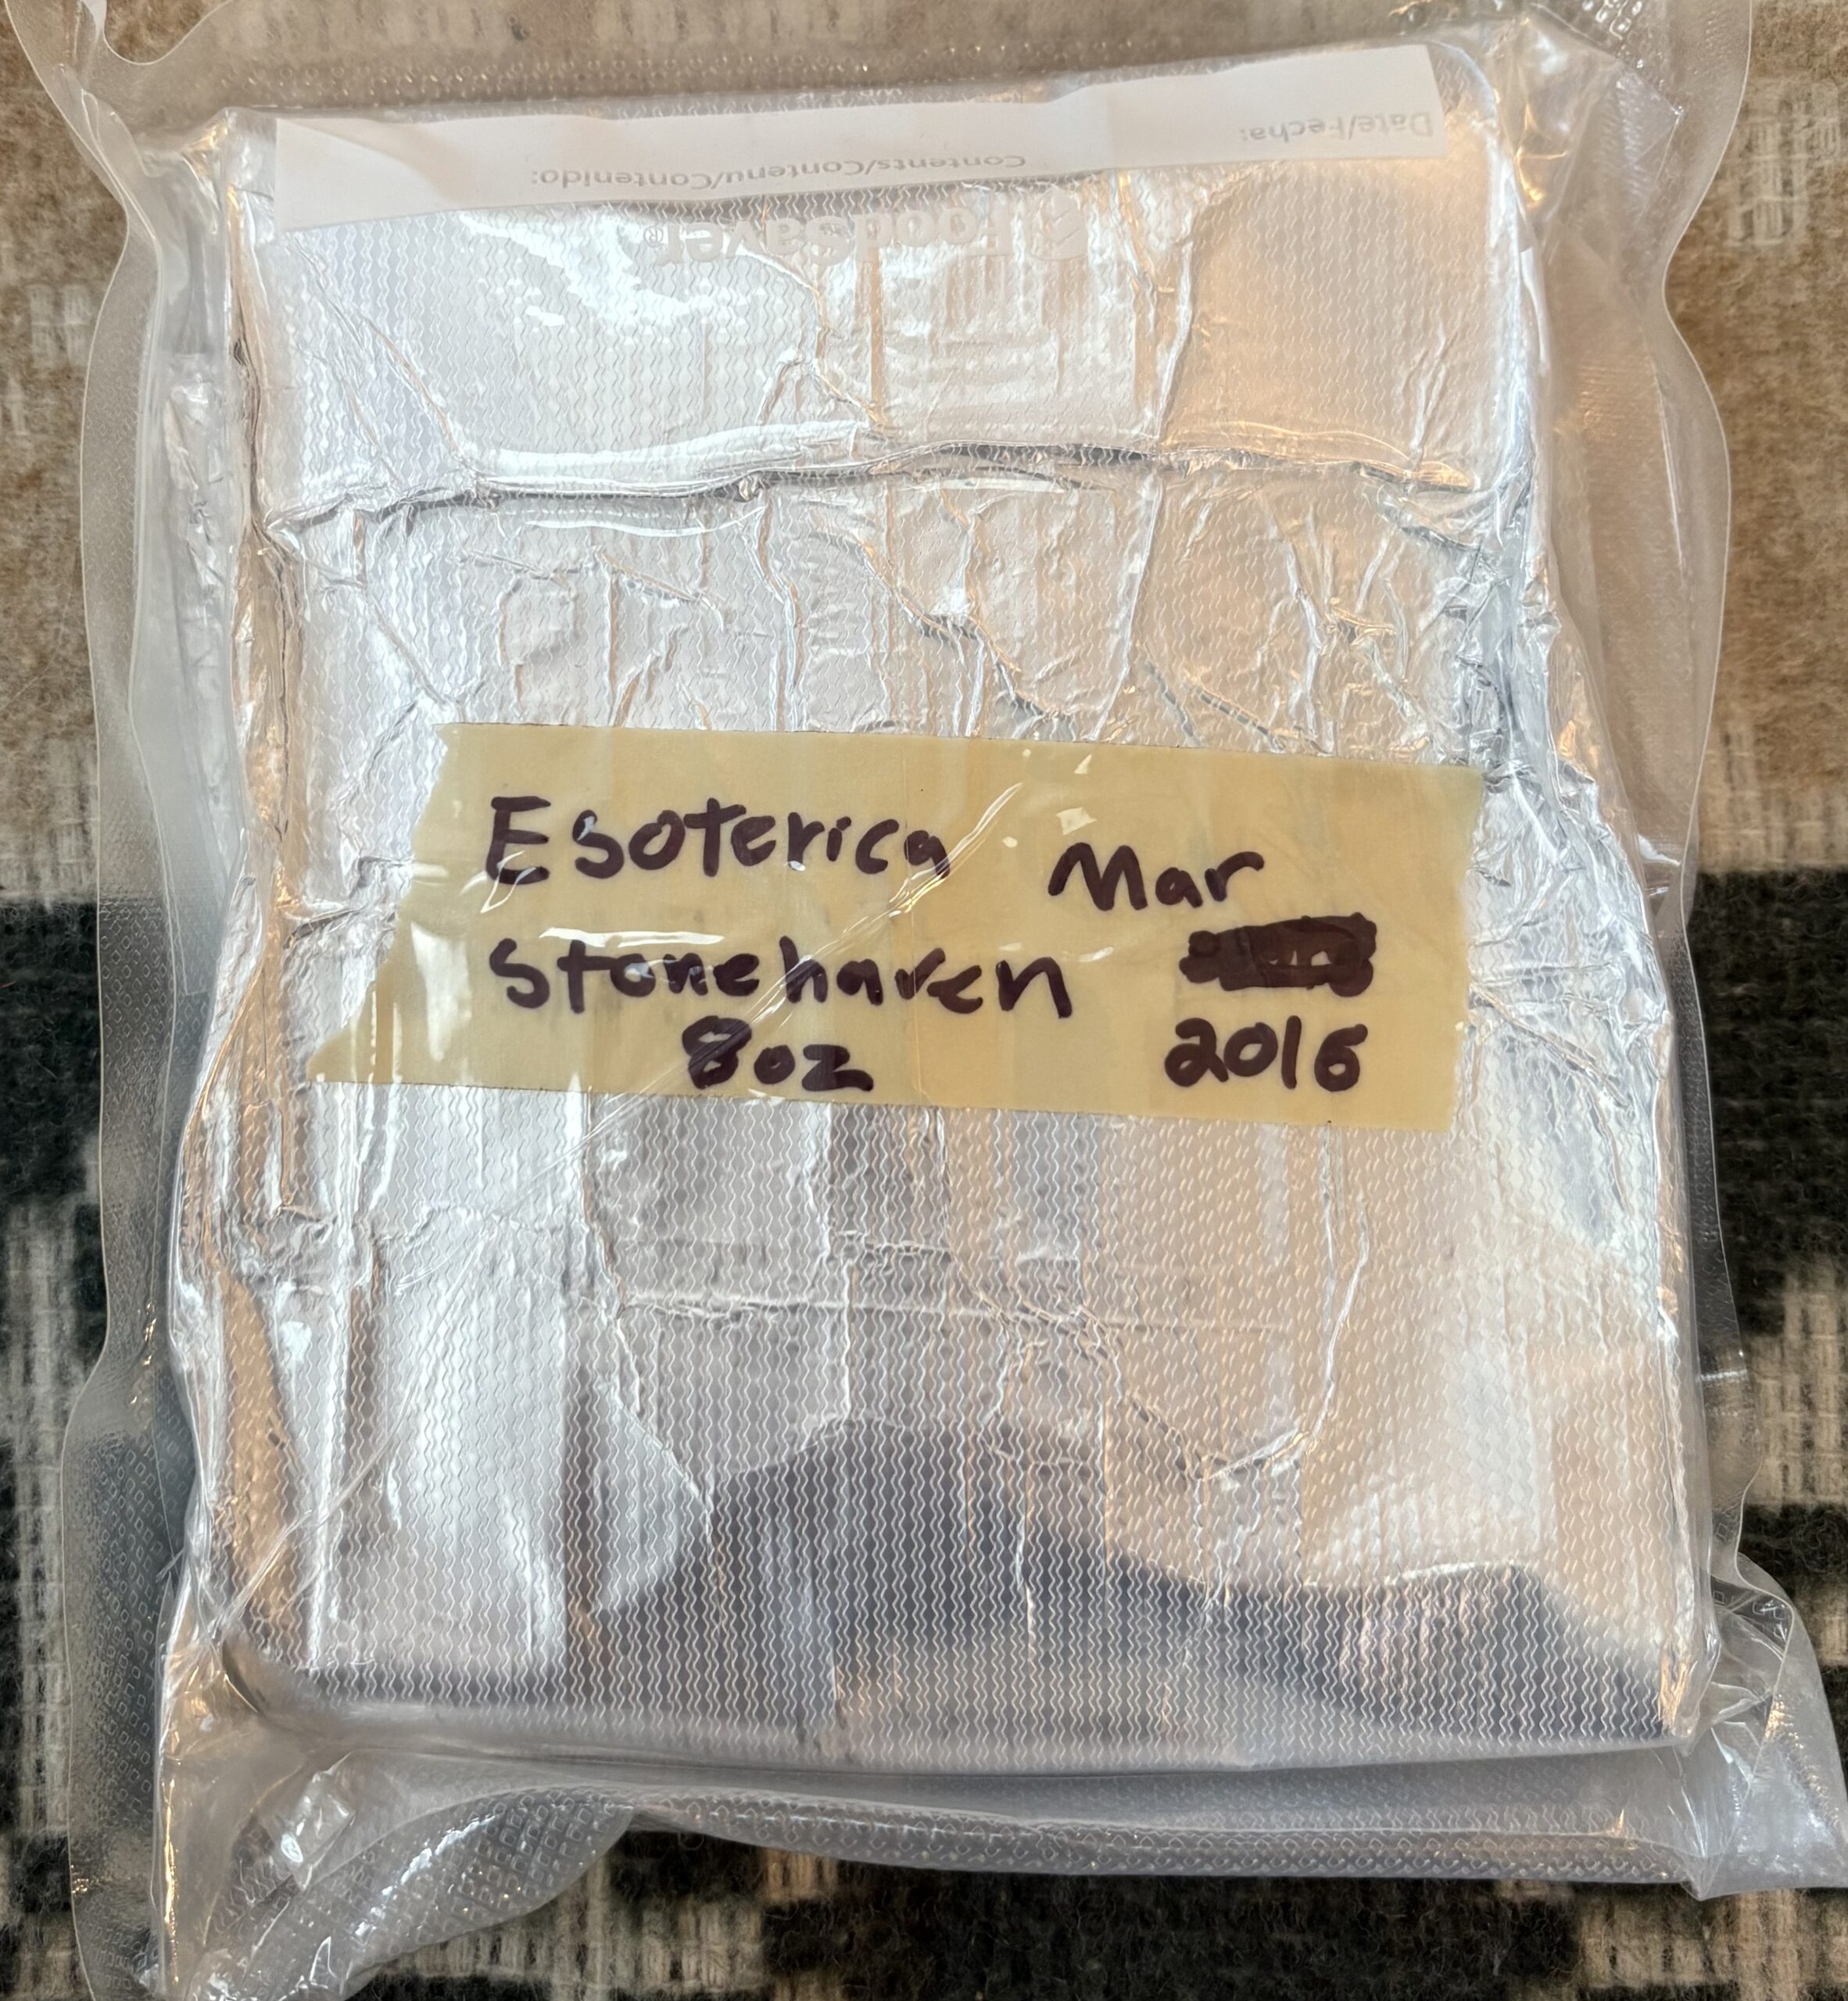 Date/Fecha:
Contents/Contenu/Contenido:
FoodSaver®
Esoterica Mar
Stonehaven
8oz 2016